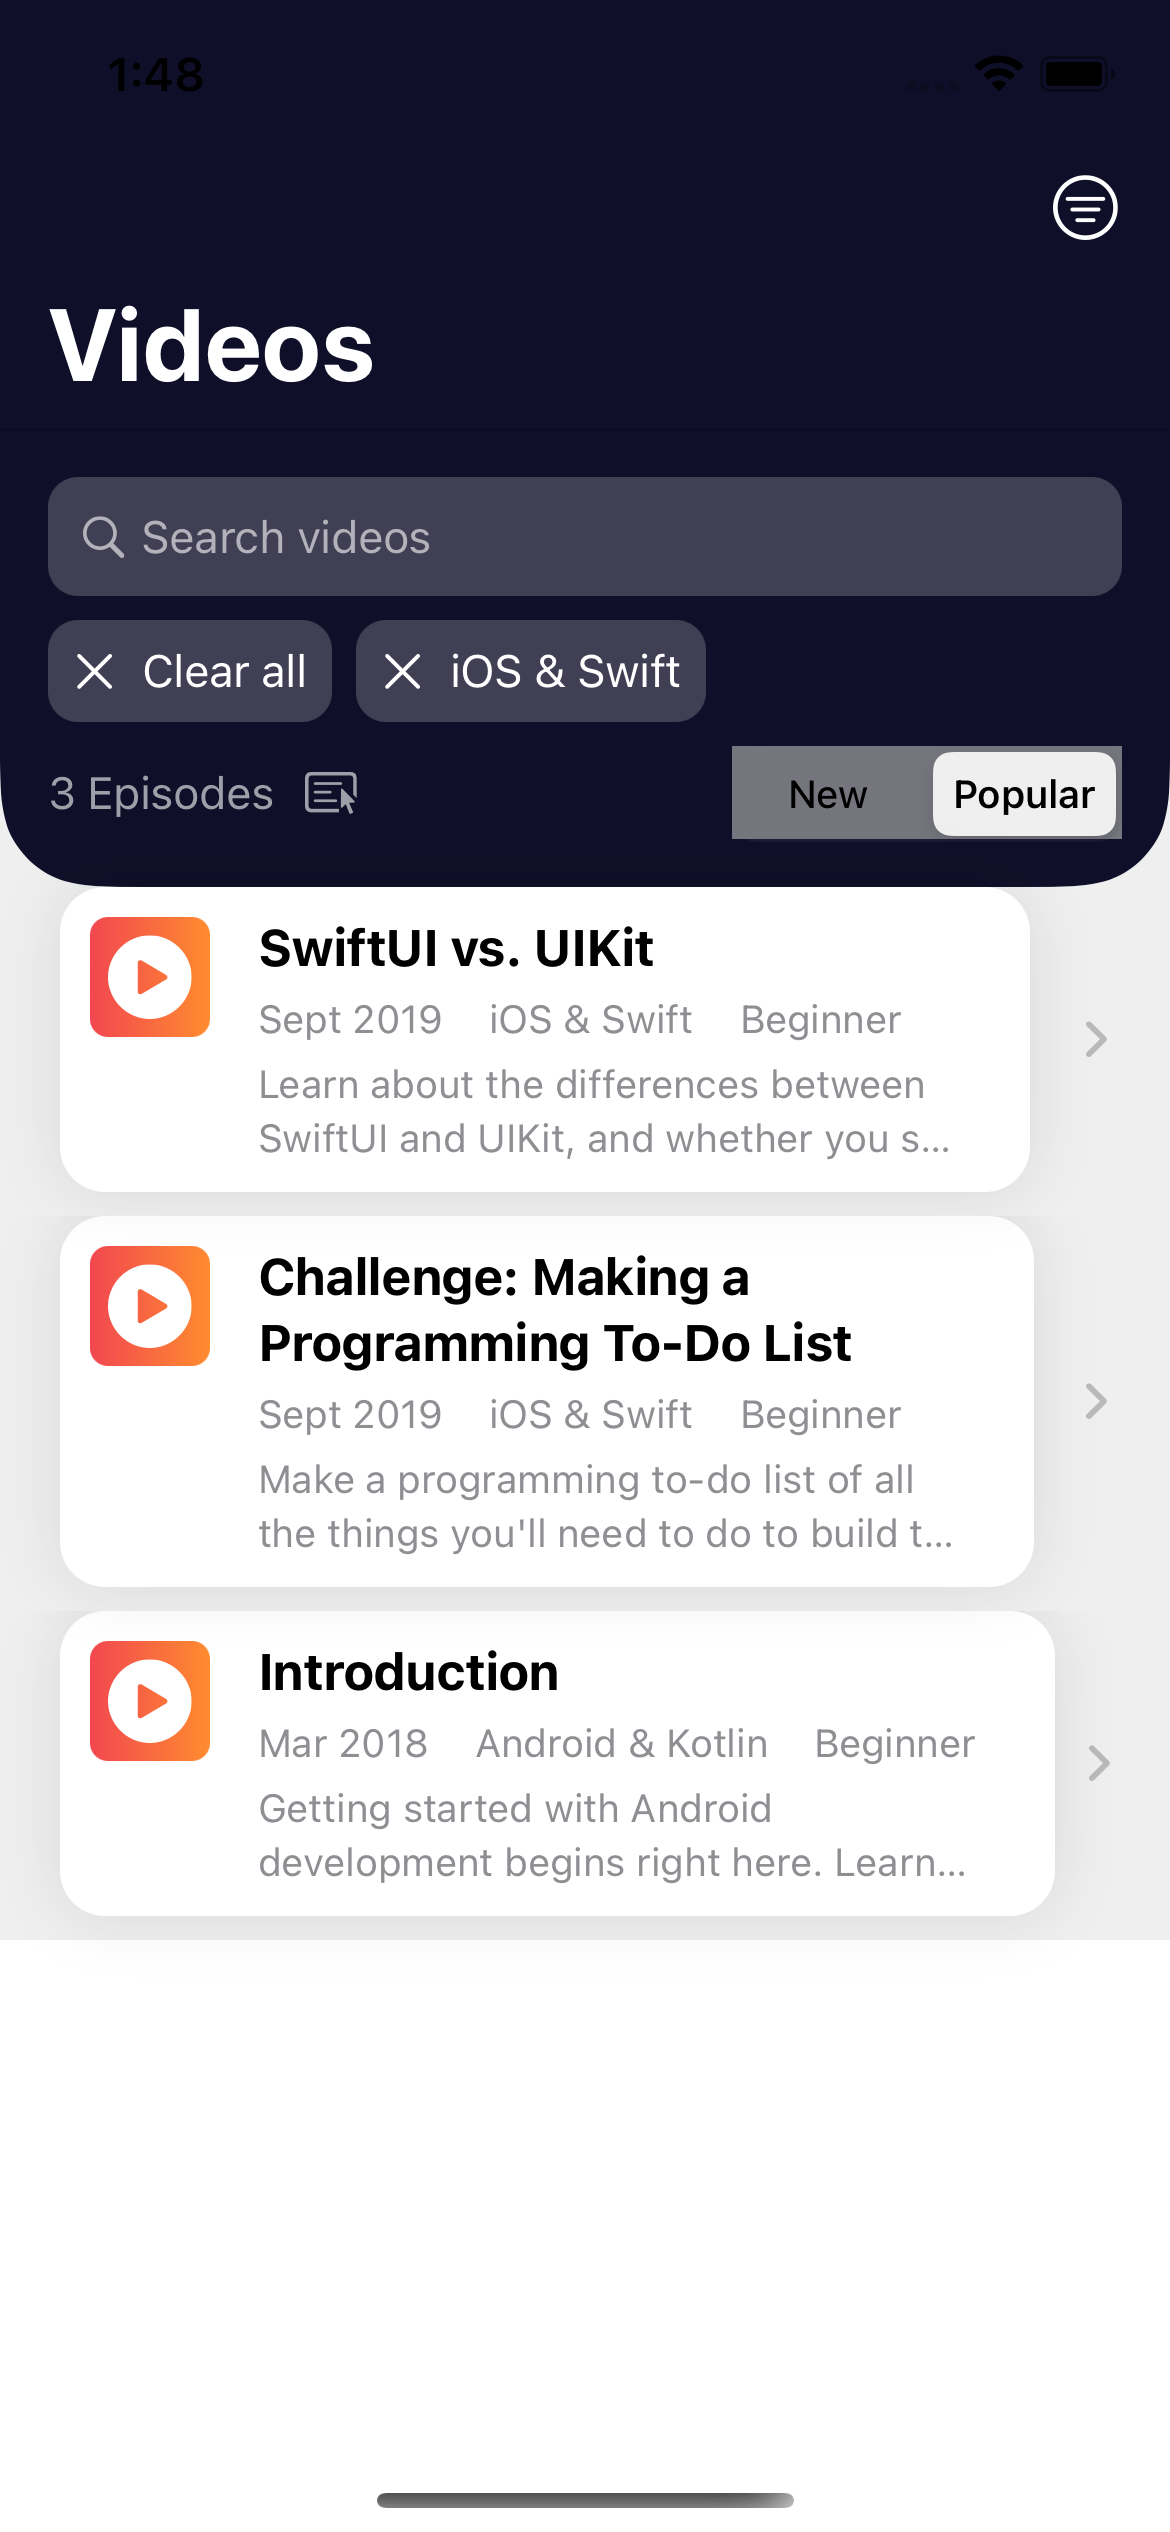 1:48
Videos
Search videos
Clear all
iOS & Swift
3 Episodes
New
Popular
SwiftUI vs. UIKit
Sept 2019 iOS & Swift Beginner
Learn about the differences between
SwiftUI and UIKit, and whether you s...
Challenge: Making a
Programming To-Do List
Sept 2019 iOS & Swift Beginner
Make a programming to-do list of all
the things you'll need to do to build t...
Introduction
Mar 2018 Android & Kotlin Beginner
Getting started with Android
development begins right here. Learn...